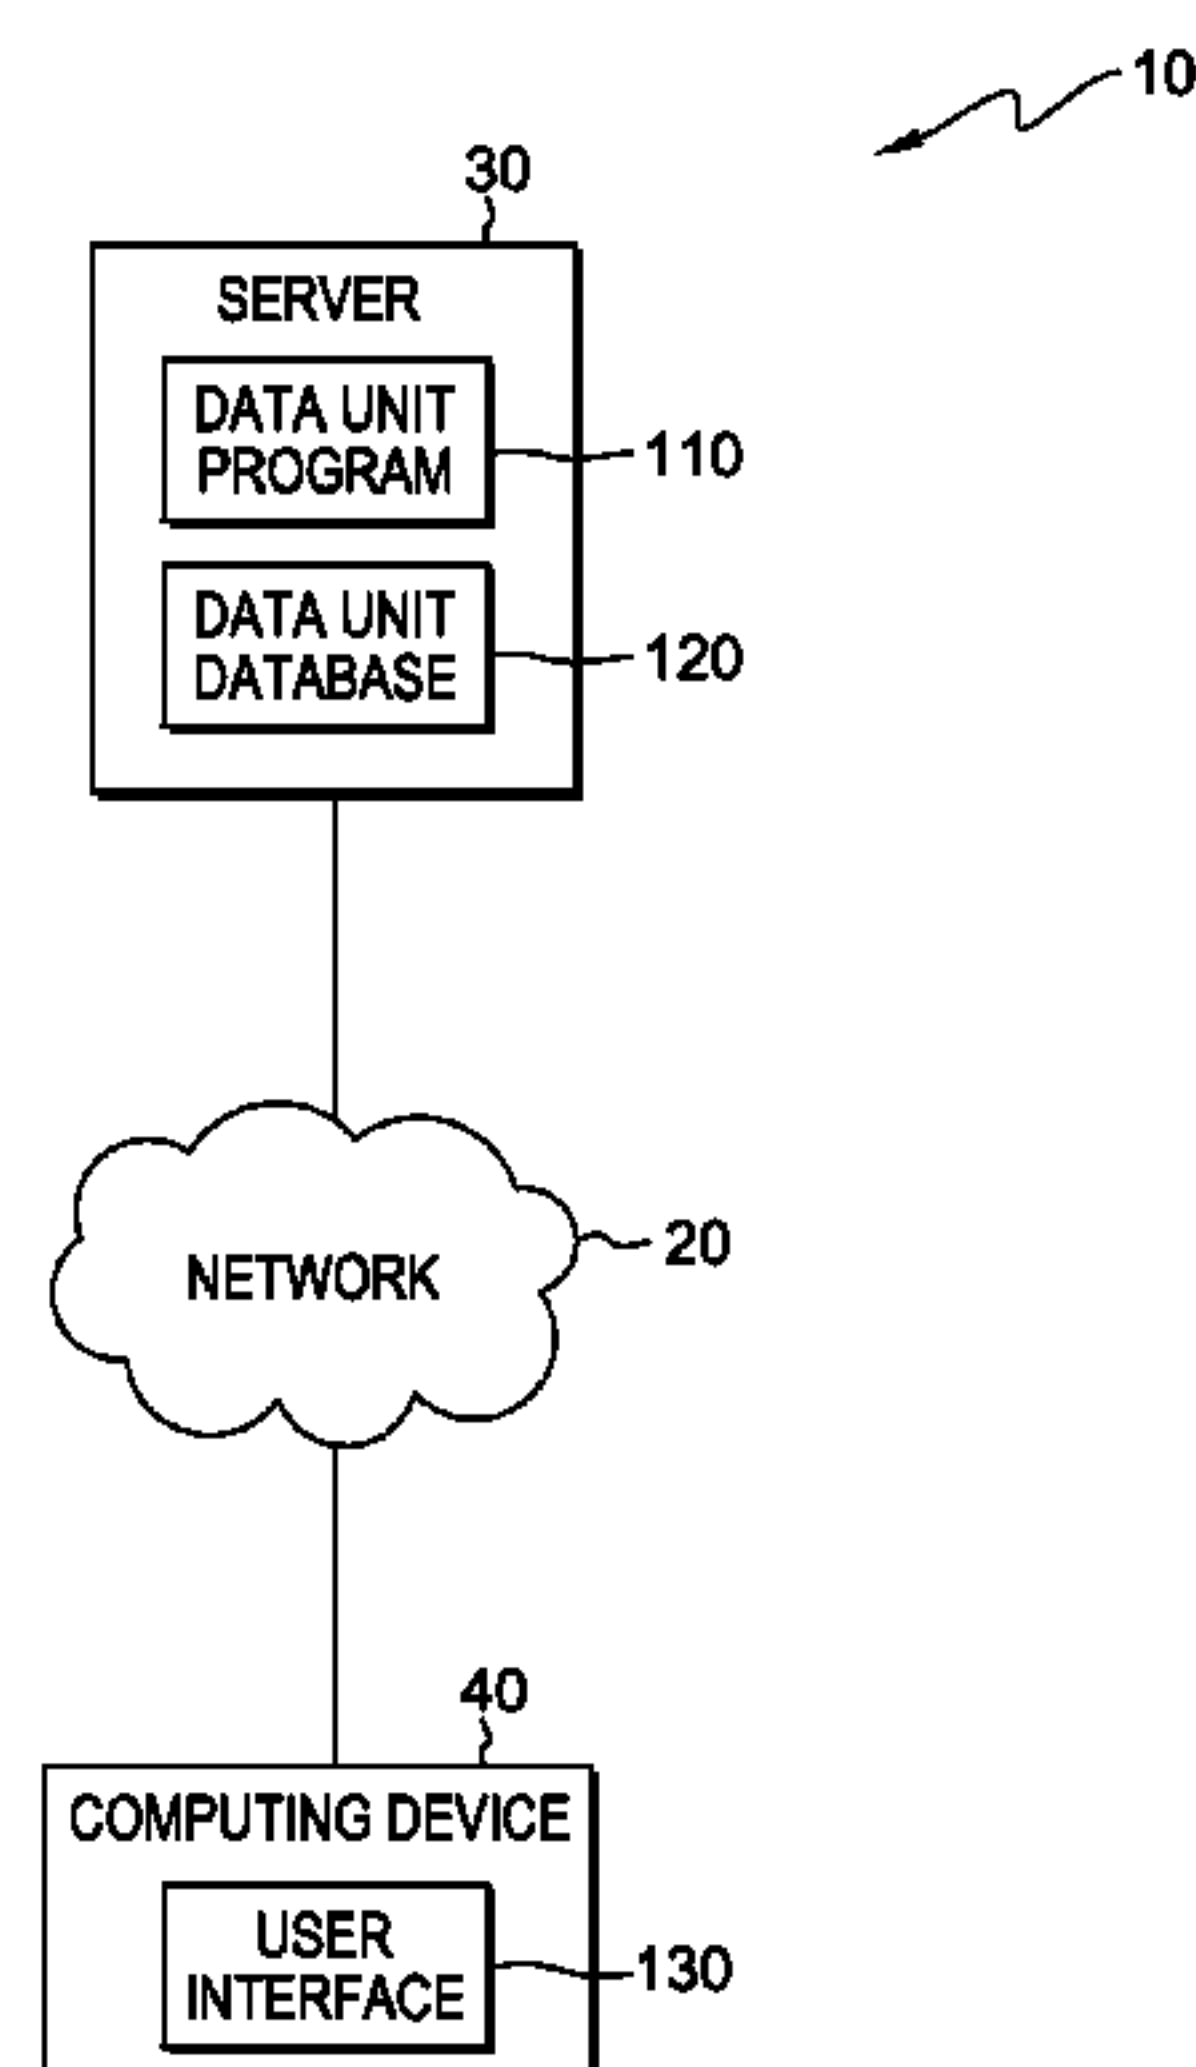 10
30
SERVER
DATA UNIT
PROGRAM
110
DATA UNIT
DATABASE
120
NETWORK
20
40
COMPUTING DEVICE
USER
INTERFACE
130